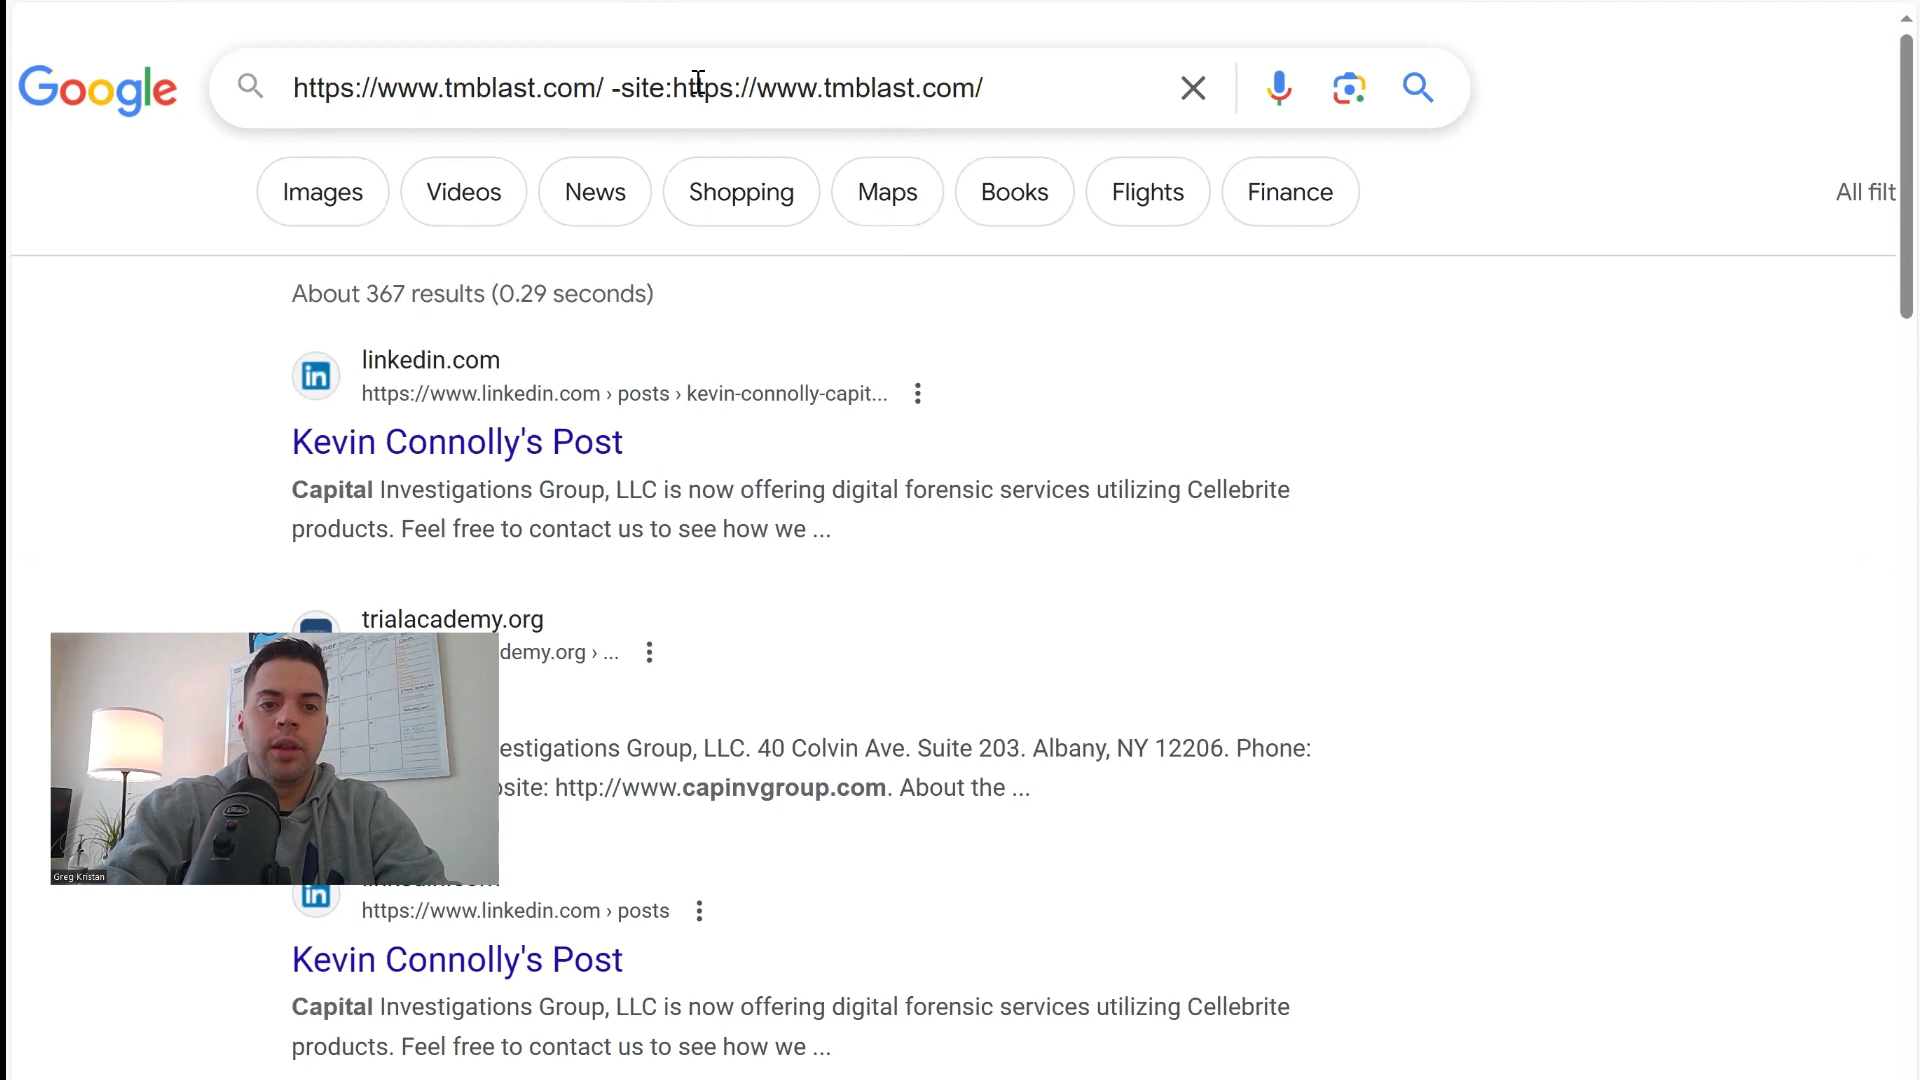 Google
https://www.tmblast.com/ -site:https://www.tmblast.com/
Images
Videos
News
Shopping
Maps
Books
Flights
Finance
All filt
About 367 results (0.29 seconds)
linkedin.com
https://www.linkedin.com › posts › kevin-connolly-capit...
Kevin Connolly's Post
Capital Investigations Group, LLC is now offering digital forensic services utilizing Cellebrite
products. Feel free to contact us to see how we ...
trialacademy.org
demy.org › ...
estigations Group, LLC. 40 Colvin Ave. Suite 203. Albany, NY 12206. Phone:
site: http://www.capinvgroup.com. About the ...
Greg Kristan
https://www.linkedin.com › posts
Kevin Connolly's Post
Capital Investigations Group, LLC is now offering digital forensic services utilizing Cellebrite
products. Feel free to contact us to see how we ...